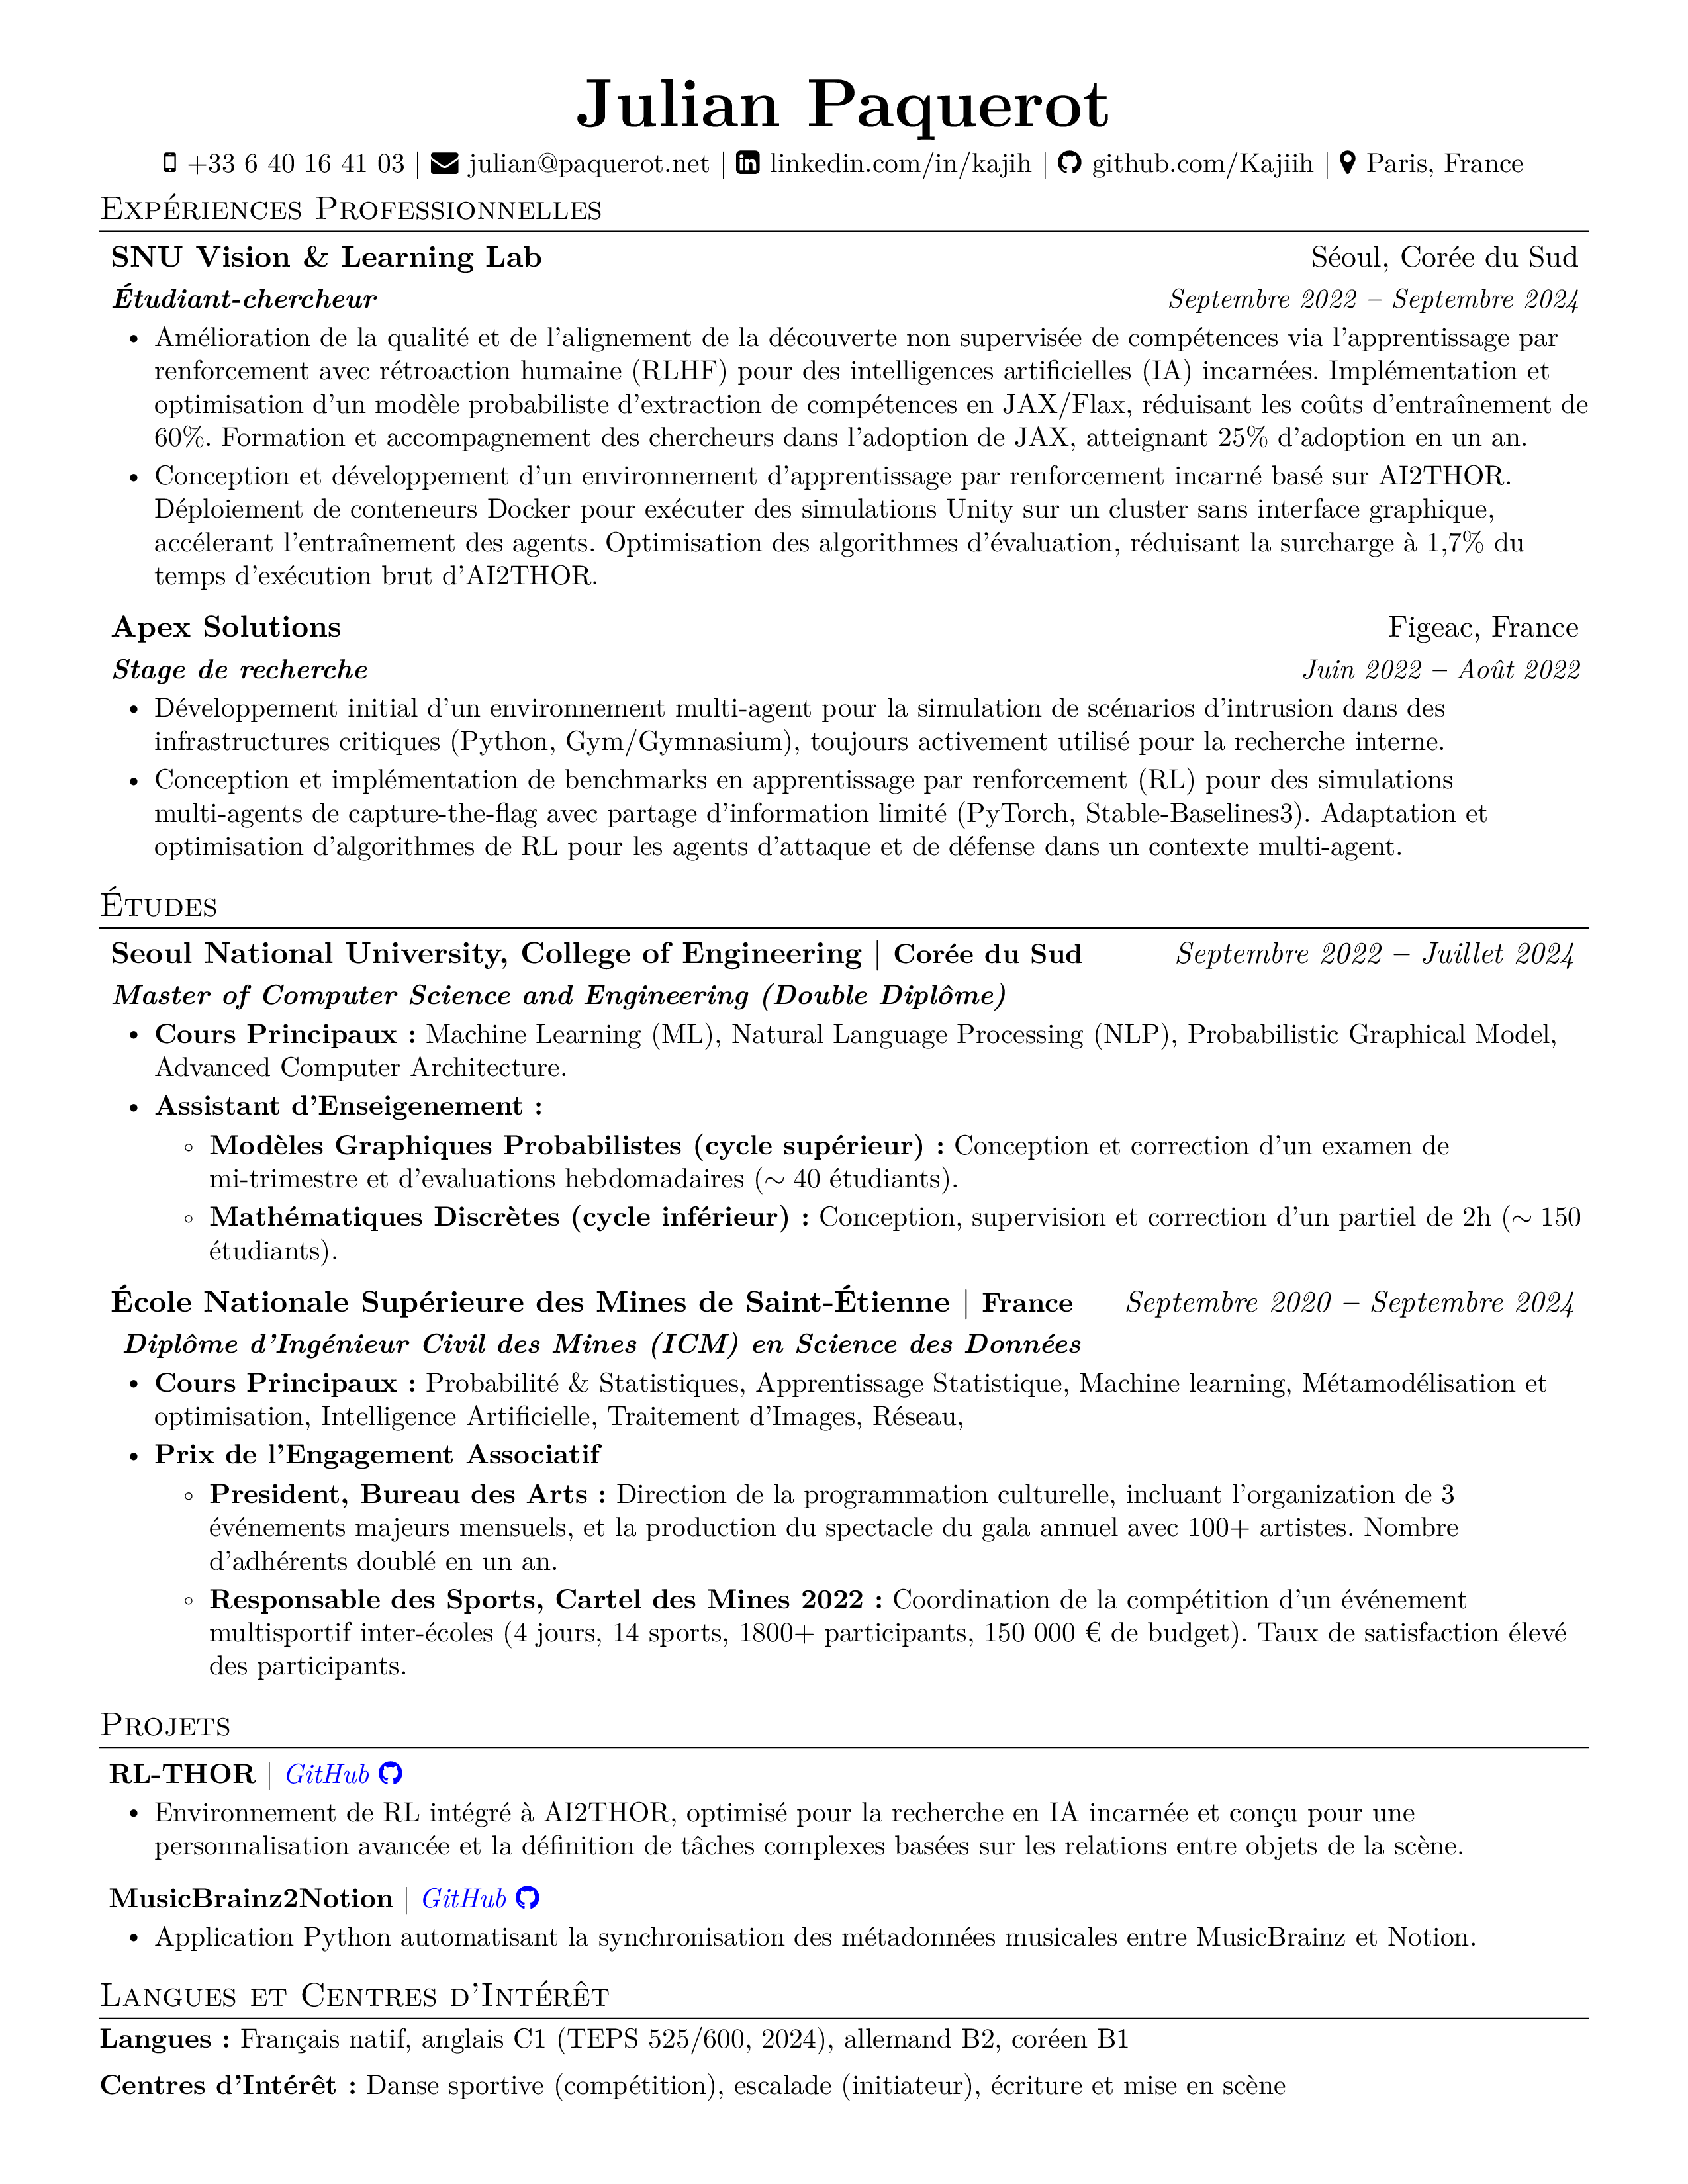 Julian Paquerot
+33 6 40 16 41 03 | julian@paquerot.net | linkedin.com/in/kajih | github.com/Kajiih | Paris, France
Expériences Professionnelles
SNU Vision & Learning Lab Séoul, Corée du Sud
Étudiant-chercheur Septembre 2022 – Septembre 2024
• Amélioration de la qualité et de l'alignement de la découverte non supervisée de compétences via l'apprentissage par
renforcement avec rétroaction humaine (RLHF) pour des intelligences artificielles (IA) incarnées. Implémentation et
optimisation d'un modèle probabiliste d'extraction de compétences en JAX/Flax, réduisant les coûts d'entraînement de
60%. Formation et accompagnement des chercheurs dans l'adoption de JAX, atteignant 25% d'adoption en un an.
• Conception et développement d'un environnement d'apprentissage par renforcement incarné basé sur AI2THOR.
Déploiement de conteneurs Docker pour exécuter des simulations Unity sur un cluster sans interface graphique,
accélerant l'entraînement des agents. Optimisation des algorithmes d'évaluation, réduisant la surcharge à 1,7% du
temps d'exécution brut d'AI2THOR.
Apex Solutions Figeac, France
Stage de recherche Juin 2022 – Août 2022
• Développement initial d'un environnement multi-agent pour la simulation de scénarios d'intrusion dans des
infrastructures critiques (Python, Gym/Gymnasium), toujours activement utilisé pour la recherche interne.
• Conception et implémentation de benchmarks en apprentissage par renforcement (RL) pour des simulations
multi-agents de capture-the-flag avec partage d'information limité (PyTorch, Stable-Baselines3). Adaptation et
optimisation d'algorithmes de RL pour les agents d'attaque et de défense dans un contexte multi-agent.
Études
Seoul National University, College of Engineering | Corée du Sud Septembre 2022 – Juillet 2024
Master of Computer Science and Engineering (Double Diplôme)
• Cours Principaux : Machine Learning (ML), Natural Language Processing (NLP), Probabilistic Graphical Model,
Advanced Computer Architecture.
• Assistant d'Enseigenement :
◦ Modèles Graphiques Probabilistes (cycle supérieur) : Conception et correction d'un examen de
mi-trimestre et d'evaluations hebdomadaires (∼ 40 étudiants).
◦ Mathématiques Discrètes (cycle inférieur) : Conception, supervision et correction d'un partiel de 2h (∼ 150
étudiants).
École Nationale Supérieure des Mines de Saint-Étienne | France Septembre 2020 – Septembre 2024
Diplôme d'Ingénieur Civil des Mines (ICM) en Science des Données
• Cours Principaux : Probabilité & Statistiques, Apprentissage Statistique, Machine learning, Métamodélisation et
optimisation, Intelligence Artificielle, Traitement d'Images, Réseau,
• Prix de l'Engagement Associatif
◦ President, Bureau des Arts : Direction de la programmation culturelle, incluant l'organization de 3
événements majeurs mensuels, et la production du spectacle du gala annuel avec 100+ artistes. Nombre
d'adhérents doublé en un an.
◦ Responsable des Sports, Cartel des Mines 2022 : Coordination de la compétition d'un événement
multisportif inter-écoles (4 jours, 14 sports, 1800+ participants, 150 000 € de budget). Taux de satisfaction élevé
des participants.
Projets
RL-THOR | GitHub
• Environnement de RL intégré à AI2THOR, optimisé pour la recherche en IA incarnée et conçu pour une
personnalisation avancée et la définition de tâches complexes basées sur les relations entre objets de la scène.
MusicBrainz2Notion | GitHub
• Application Python automatisant la synchronisation des métadonnées musicales entre MusicBrainz et Notion.
Langues et Centres d'Intérêt
Langues : Français natif, anglais C1 (TEPS 525/600, 2024), allemand B2, coréen B1
Centres d'Intérêt : Danse sportive (compétition), escalade (initiateur), écriture et mise en scène